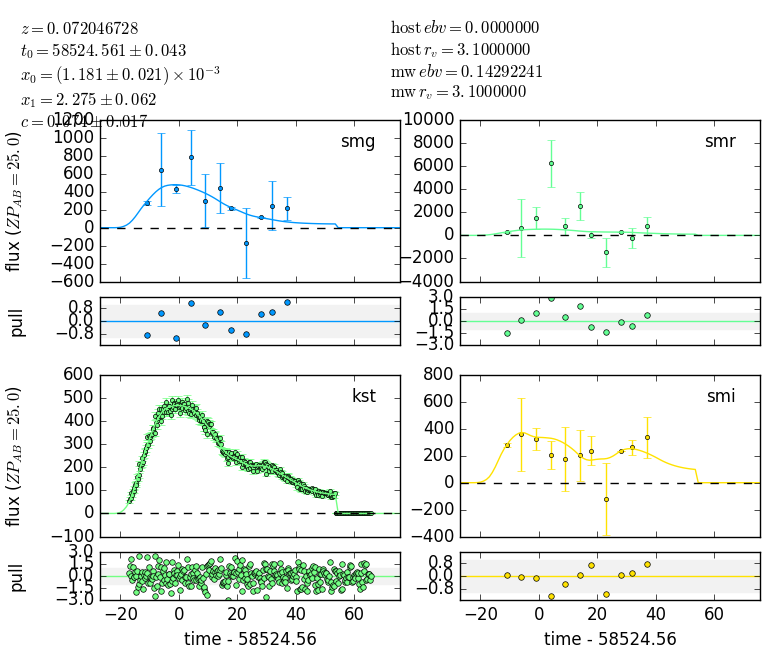 z = 0.072046728
t₀ = 58524.561 ± 0.043
x₀ = (1.181 ± 0.021) × 10⁻³
x₁ = 2.275 ± 0.062
c = 0.071 ± 0.017
host ebv = 0.0000000
host r_v = 3.1000000
mw ebv = 0.14292241
mw r_v = 3.1000000
smg
1200
1000
800
600
400
200
0
−200
−400
−600
flux (ZP_AB = 25.0)
smr
10000
8000
6000
4000
2000
0
−2000
−4000
0.8
0.0
−0.8
pull
3.0
1.5
0.0
−1.5
−3.0
kst
600
500
400
300
200
100
0
−100
flux (ZP_AB = 25.0)
smi
800
600
400
200
0
−200
−400
3.0
1.5
0.0
−1.5
−3.0
pull
0.8
0.0
−0.8
−20 0 20 40 60
time - 58524.56
−20 0 20 40 60
time - 58524.56